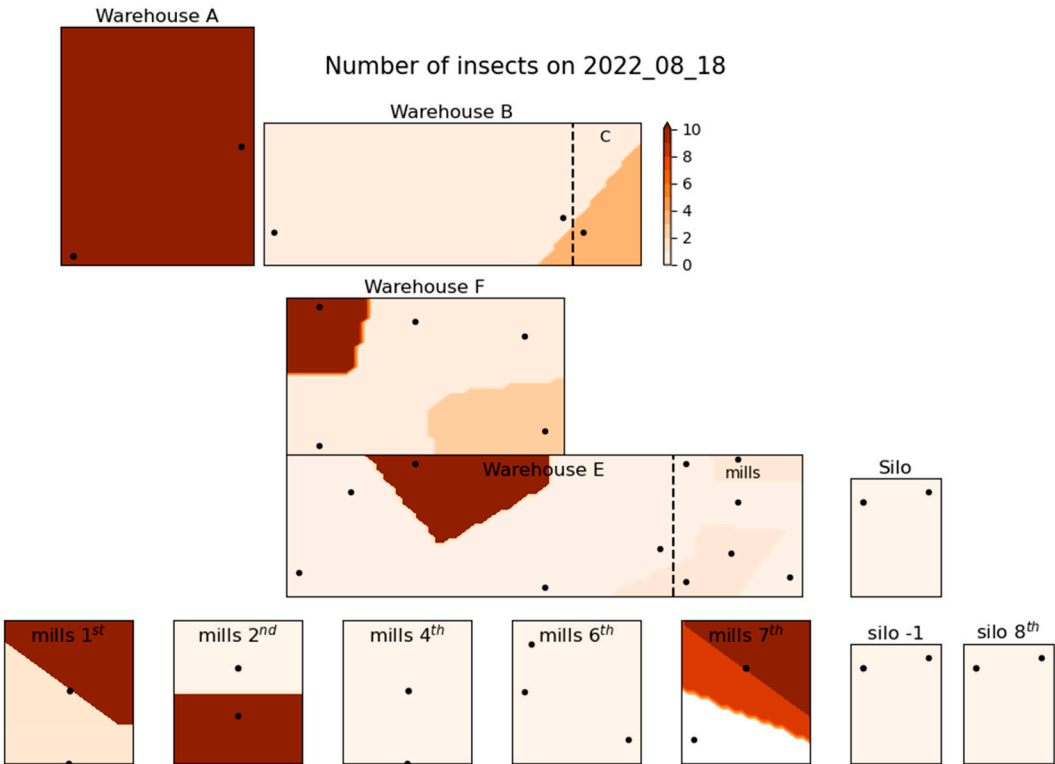 Warehouse A
Number of insects on 2022_08_18
Warehouse B
C
10
8
6
4
2
0
Warehouse F
Warehouse E
mills
Silo
mills 1st
mills 2nd
mills 4th
mills 6th
mills 7th
silo -1
silo 8th